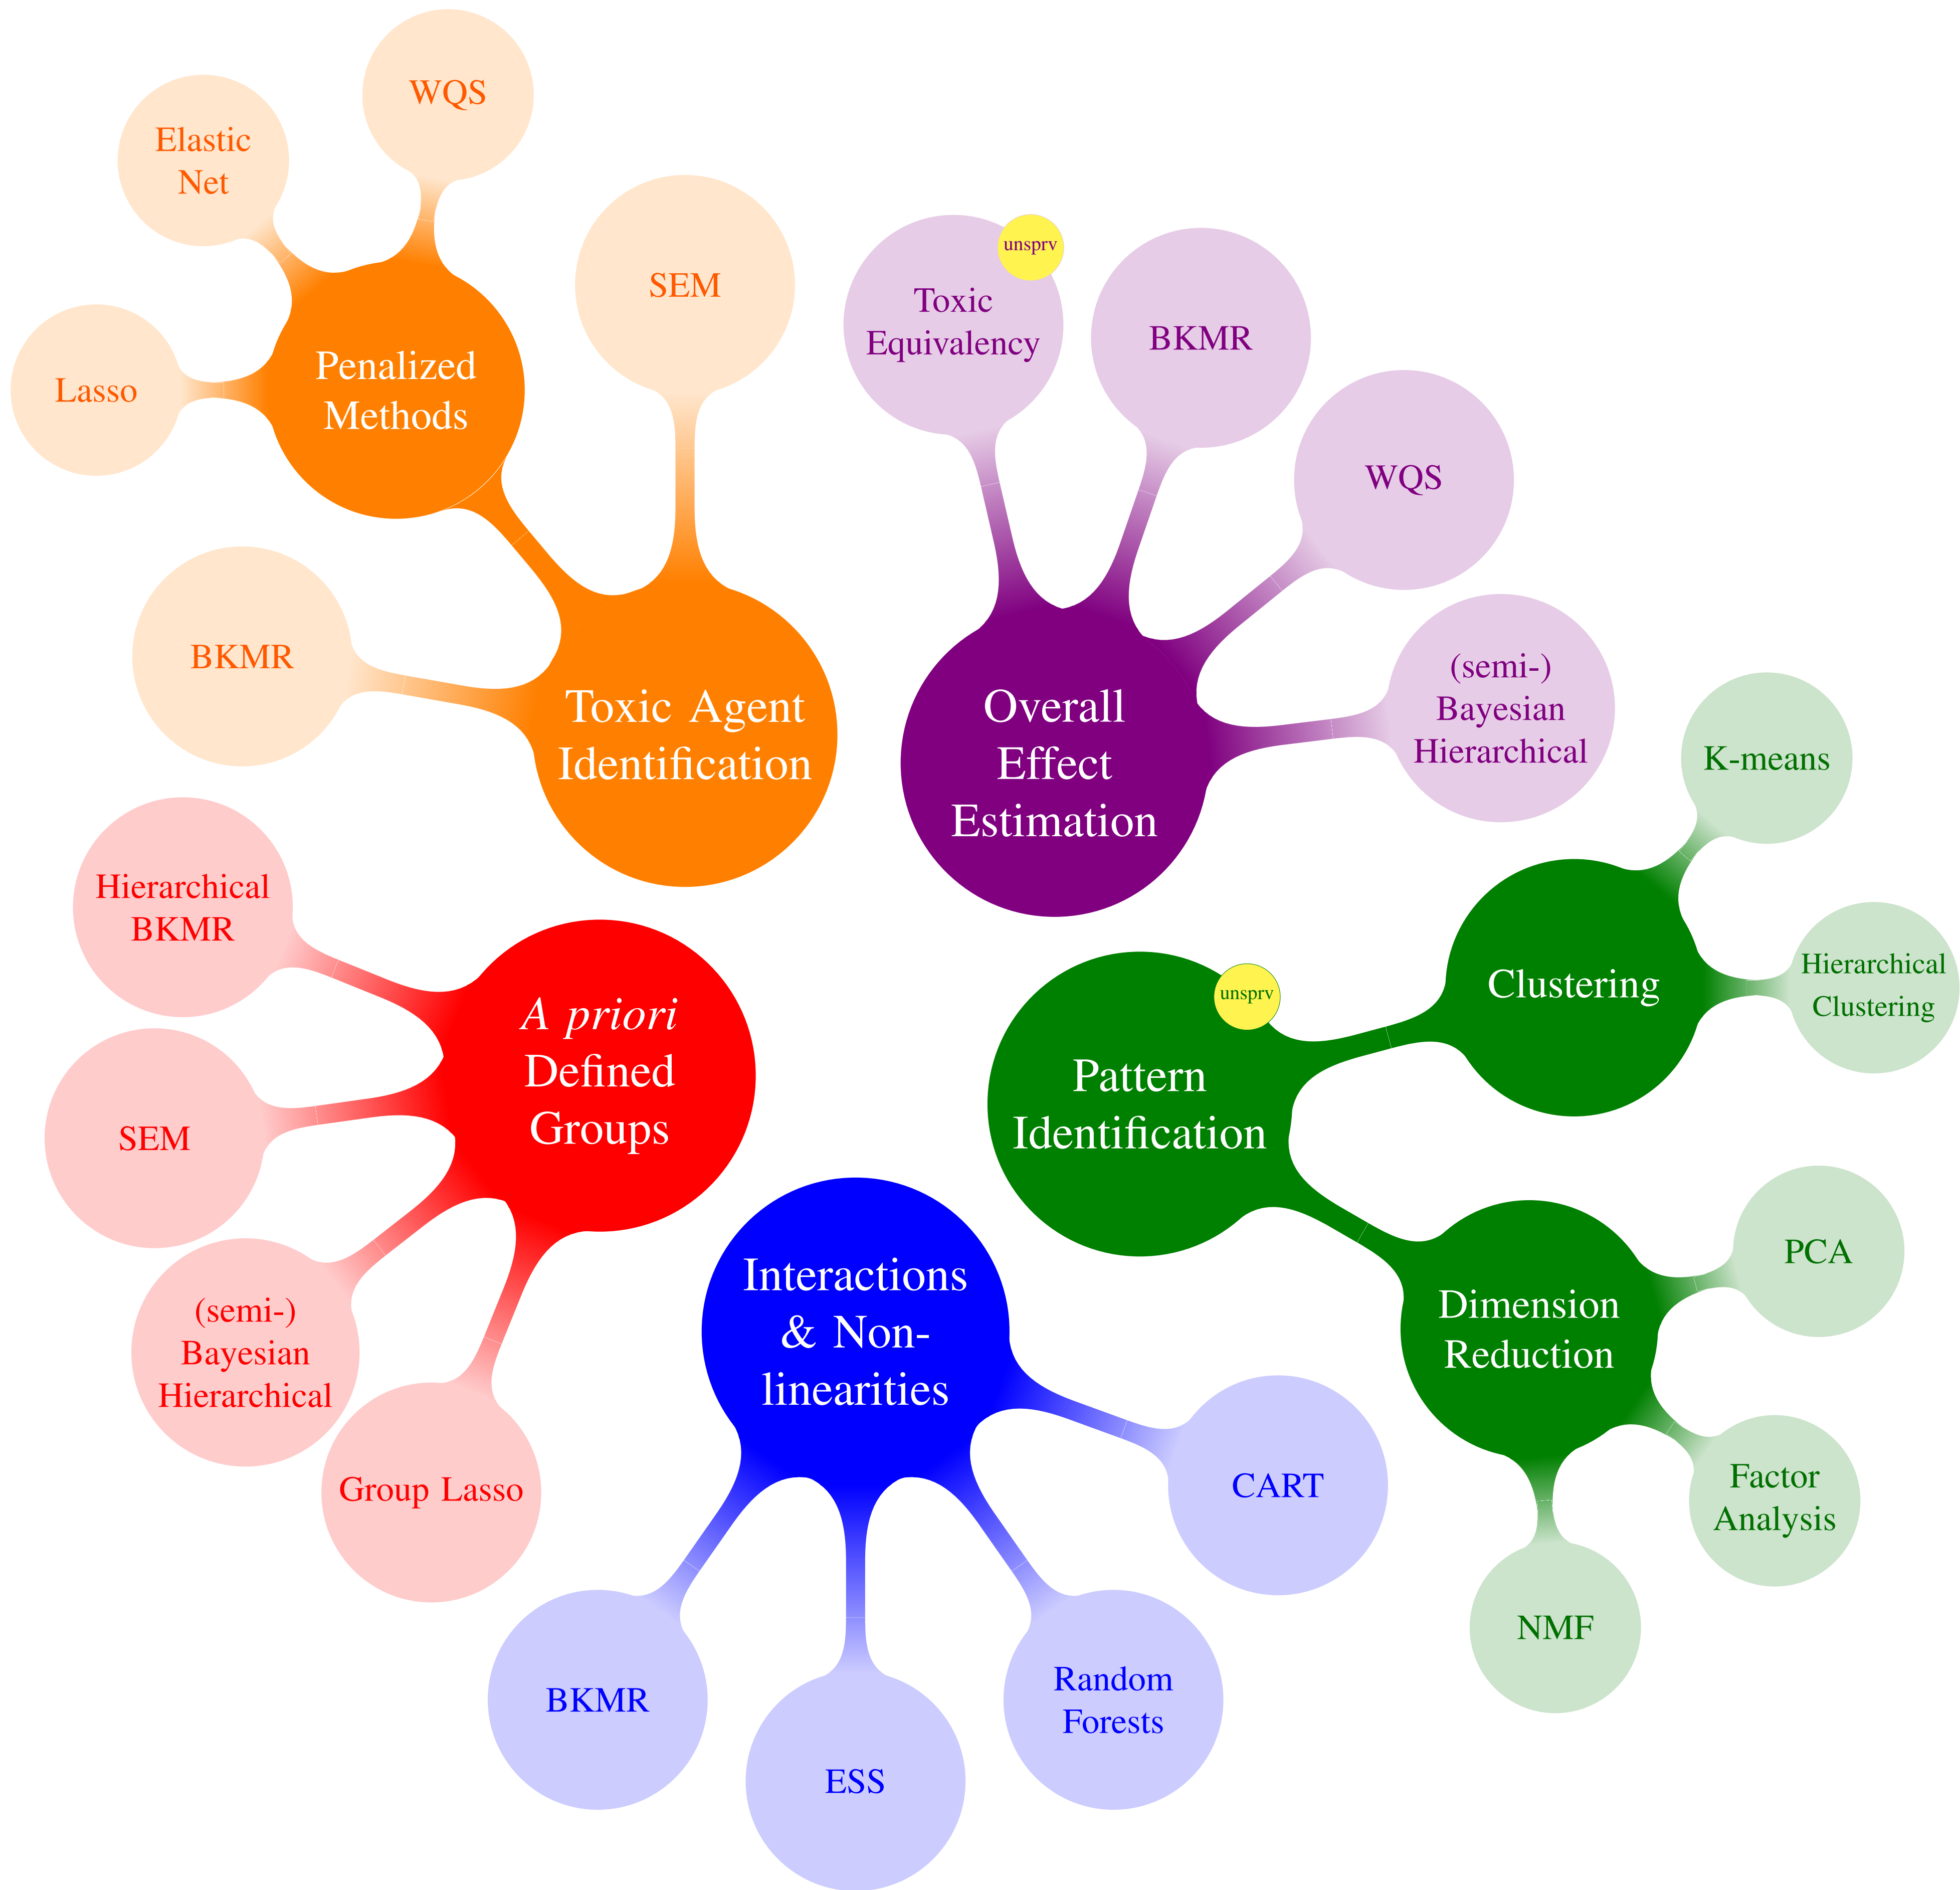 WQS
Elastic
Net
Lasso
Penalized
Methods
SEM
BKMR
Toxic Agent
Identification
unsprv
Toxic
Equivalency
BKMR
WQS
(semi-)
Bayesian
Hierarchical
Overall
Effect
Estimation
K-means
Hierarchical
Clustering
Clustering
unsprv
Pattern
Identification
PCA
Dimension
Reduction
Factor
Analysis
NMF
Hierarchical
BKMR
A priori
Defined
Groups
SEM
(semi-)
Bayesian
Hierarchical
Group Lasso
Interactions
& Non-
linearities
CART
Random
Forests
BKMR
ESS